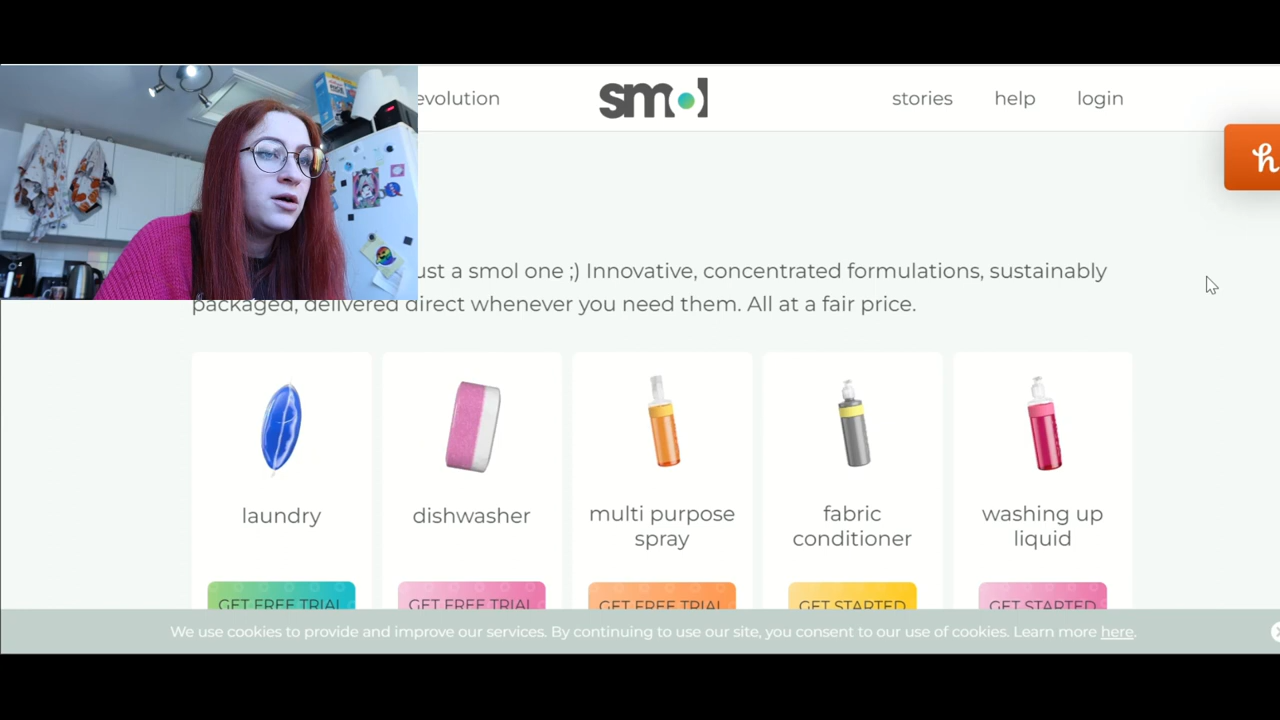 evolution
smol
stories
help
login
h
ust a smol one ;) Innovative, concentrated formulations, sustainably
packaged, delivered direct whenever you need them. All at a fair price.
laundry
dishwasher
multi purpose
spray
fabric
conditioner
washing up
liquid
GET FREE TRIAL
GET FREE TRIAL
GET FREE TRIAL
GET STARTED
GET STARTED
We use cookies to provide and improve our services. By continuing to use our site, you consent to our use of cookies. Learn more here.